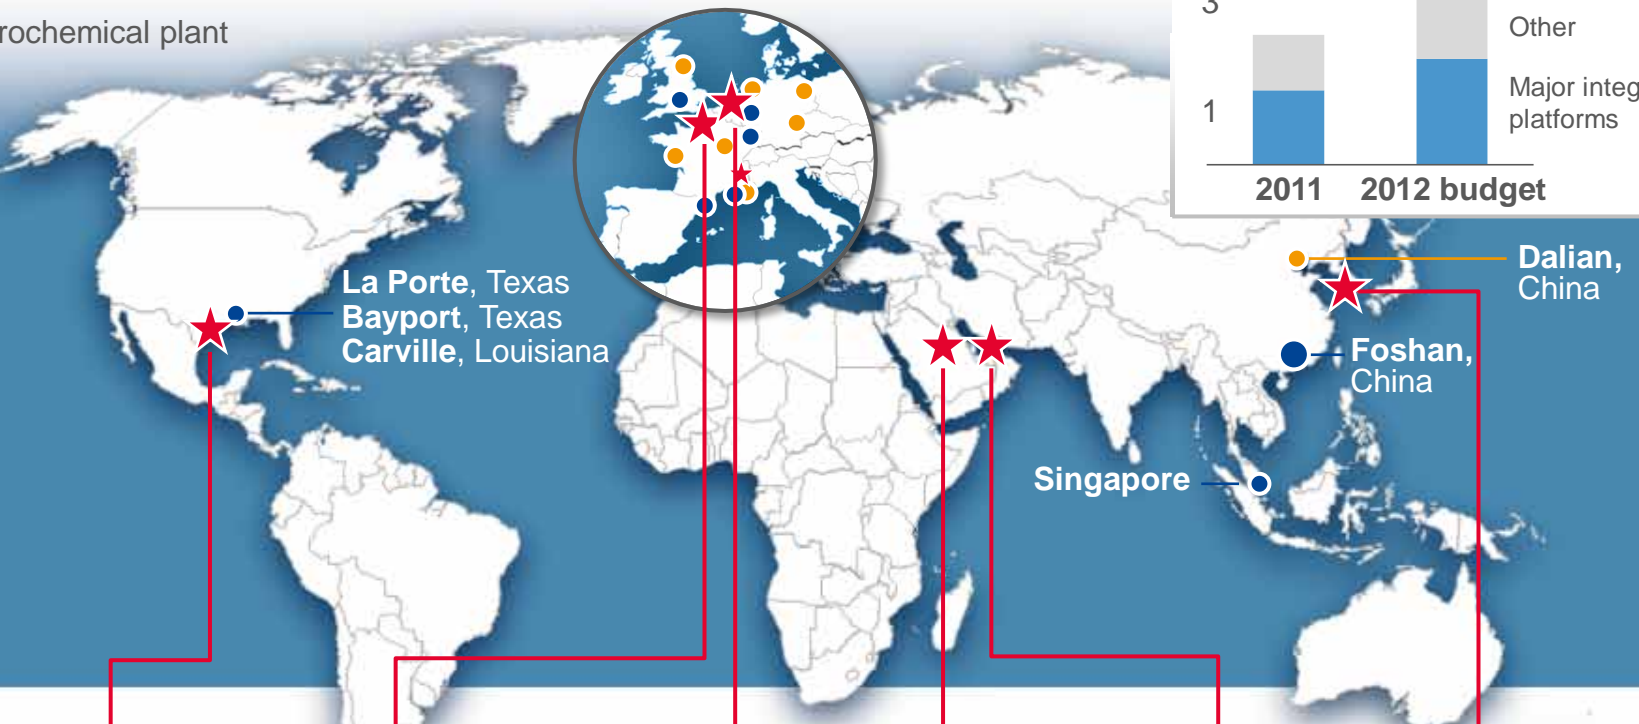 rochemical plant
3
Other
Major integ
platforms
1
2011 2012 budget
La Porte, Texas
Bayport, Texas
Carville, Louisiana
Dalian,
China
Foshan,
China
Singapore